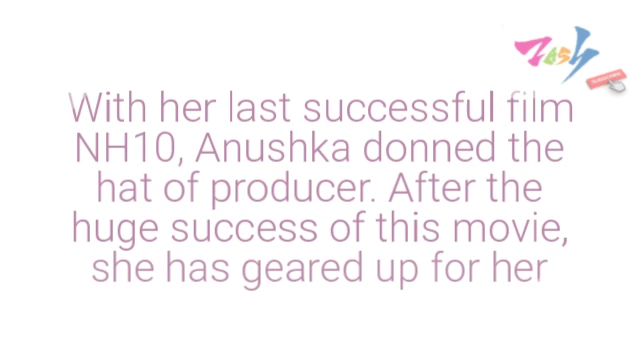 Zash
With her last successful film
NH10, Anushka donned the
hat of producer. After the
huge success of this movie,
she has geared up for her